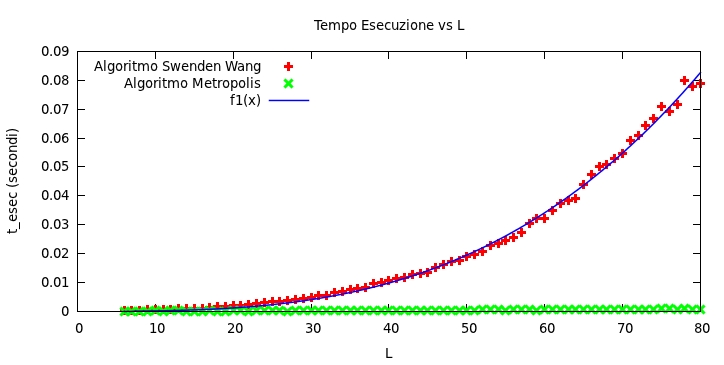 Tempo Esecuzione vs L
0.09
0.08
0.07
0.06
0.05
0.04
0.03
0.02
0.01
0
t_esec (secondi)
Algoritmo Swenden Wang
Algoritmo Metropolis
f1(x)
0 10 20 30 40 50 60 70 80
L